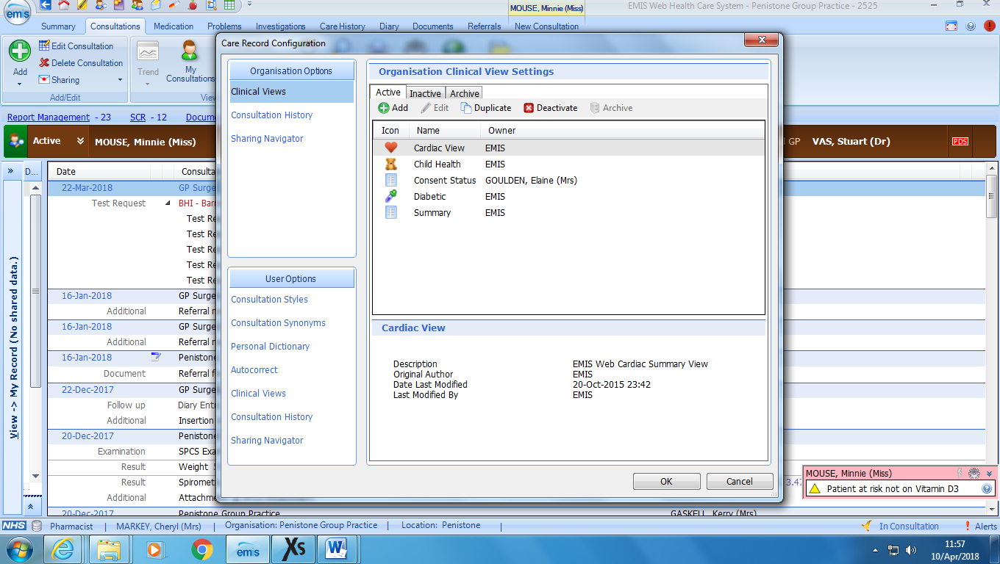 emis
MOUSE, Minnie (Miss)
EMIS Web Health Care System - Penistone Group Practice - 2525
Summary Consultations Medication Problems Investigations Care History Diary Documents Referrals New Consultation
Add
Edit Consultation
Delete Consultation
Sharing
Add/Edit
Trend
My Consultations
Report Management - 23 SCR - 12
Active MOUSE, Minnie (Miss)
GP VAS, Stuart (Dr) PDS
View -> My Record (No shared data.)
D...
Date
22-Mar-2018
Test Request BHI - Ban
Test Re
Test Re
Test Re
Test Re
Test Re
16-Jan-2018 GP Surge
Additional Referral
16-Jan-2018 GP Surge
Additional Referral
16-Jan-2018 Penistone
Document Referral f
22-Dec-2017 GP Surge
Follow up Diary Ent
Additional Insertion
20-Dec-2017 Peniston
Examination SPCS Exa
Result Weight
Result Spiromet
Additional Attachm
20-Dec-2017 Penistone Group Practice GASKELL, Kerry (Mrs)
Care Record Configuration
Organisation Options
Clinical Views
Consultation History
Sharing Navigator
User Options
Consultation Styles
Consultation Synonyms
Personal Dictionary
Autocorrect
Clinical Views
Consultation History
Sharing Navigator
Organisation Clinical View Settings
Active Inactive Archive
Add Edit Duplicate Deactivate Archive
Icon Name Owner
Cardiac View EMIS
Child Health EMIS
Consent Status GOULDEN, Elaine (Mrs)
Diabetic EMIS
Summary EMIS
Cardiac View
Description EMIS Web Cardiac Summary View
Original Author EMIS
Date Last Modified 20-Oct-2015 23:42
Last Modified By EMIS
OK Cancel
3.47
MOUSE, Minnie (Miss)
Patient at risk not on Vitamin D3
NHS Pharmacist | MARKEY, Cheryl (Mrs) | Organisation: Penistone Group Practice | Location: Penistone |
In Consultation Alerts
emis Xs W
11:57
10/Apr/2018